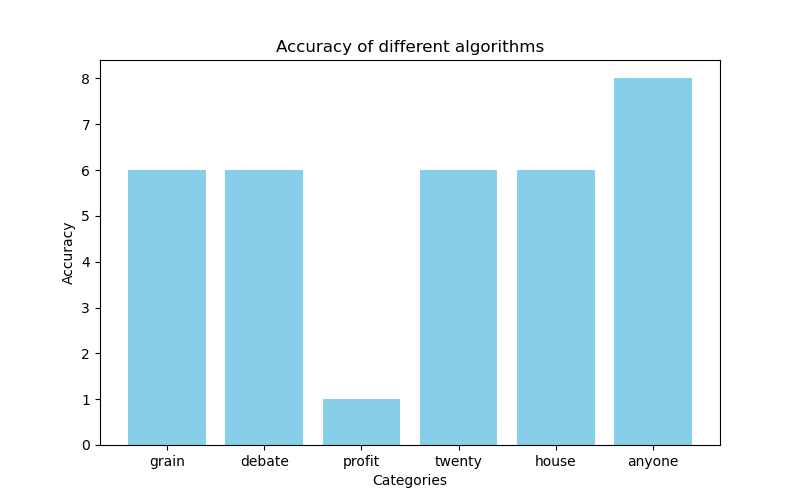 Accuracy of different algorithms
Accuracy
8
7
6
5
4
3
2
1
0
grain debate profit twenty house anyone
Categories